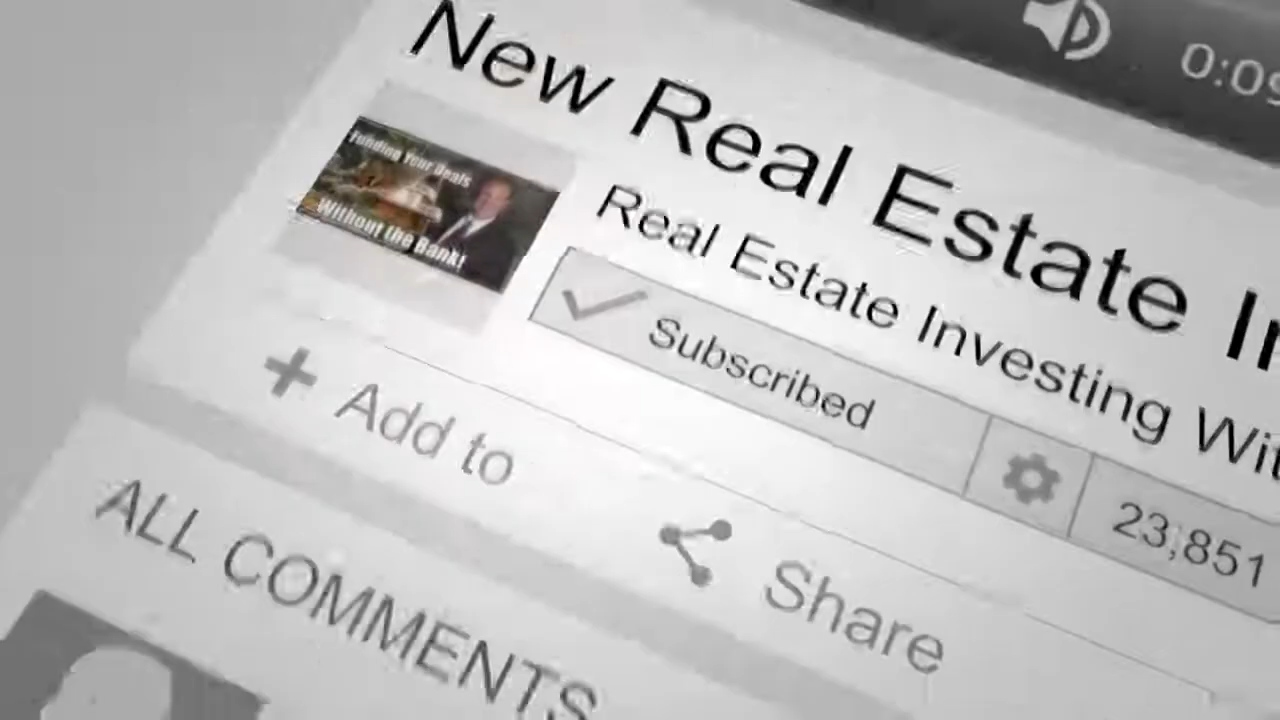 0:09
New Real Estate In
Funding Your Deals
Without the Bank!
Real Estate Investing Wit
Subscribed
23,851
Add to
Share
ALL COMMENTS